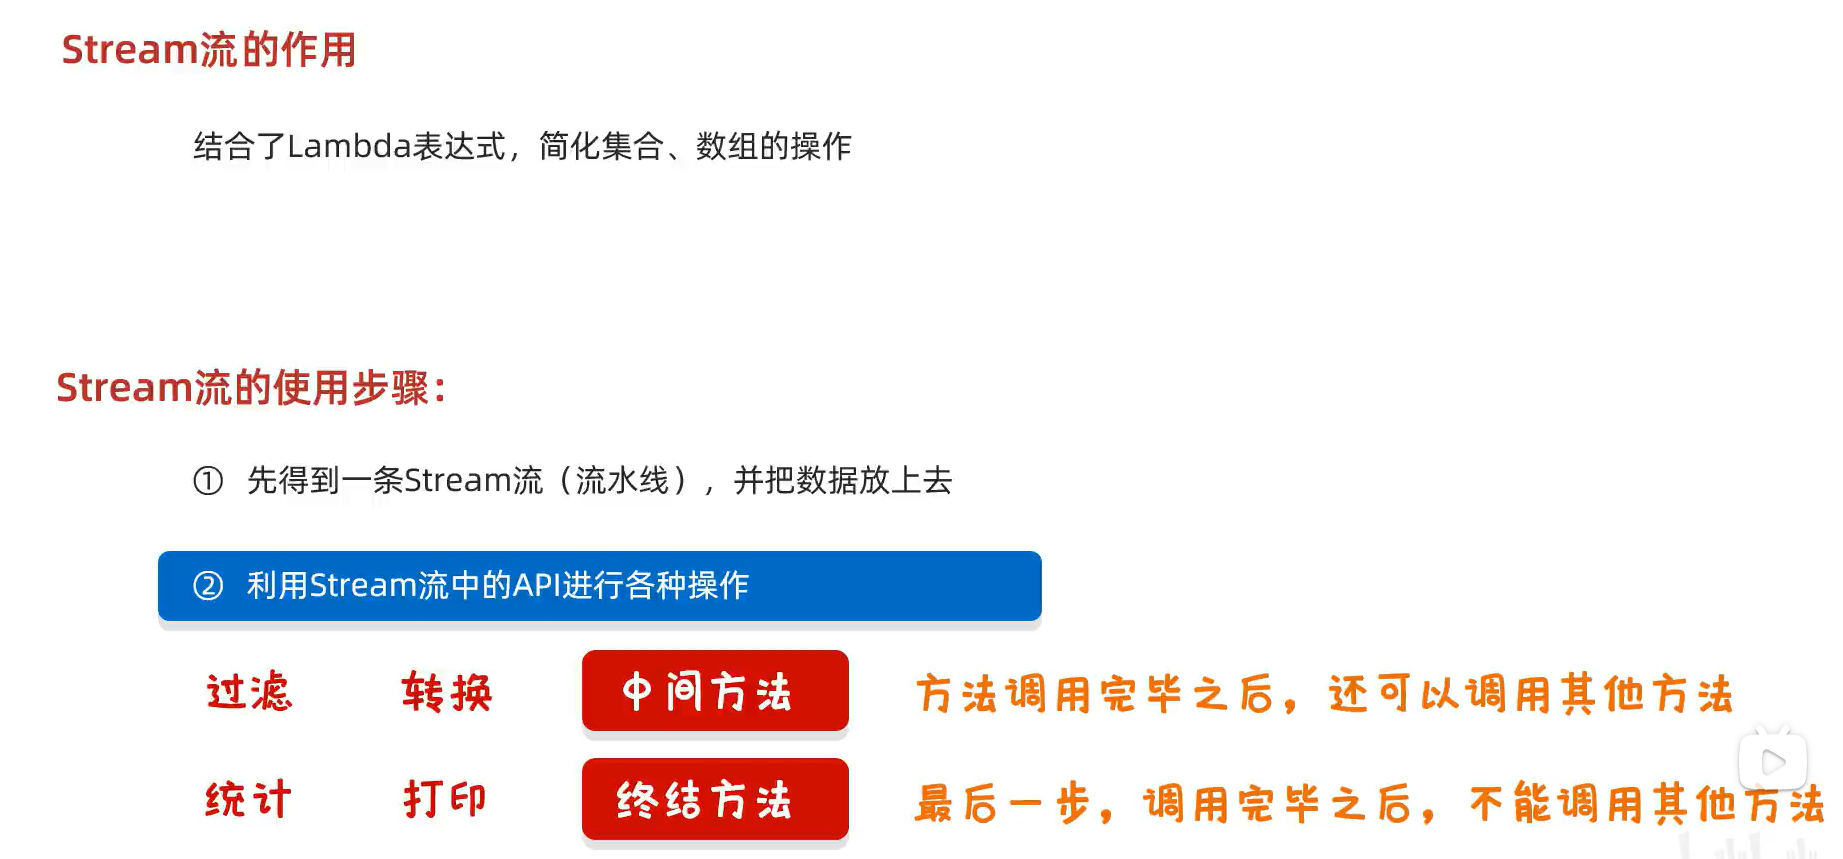 Stream流的作用
结合了Lambda表达式，简化集合、数组的操作
Stream流的使用步骤：
① 先得到一条Stream流（流水线），并把数据放上去
② 利用Stream流中的API进行各种操作
过滤 转换 中间方法 方法调用完毕之后，还可以调用其他方法
统计 打印 终结方法 最后一步，调用完毕之后，不能调用其他方法